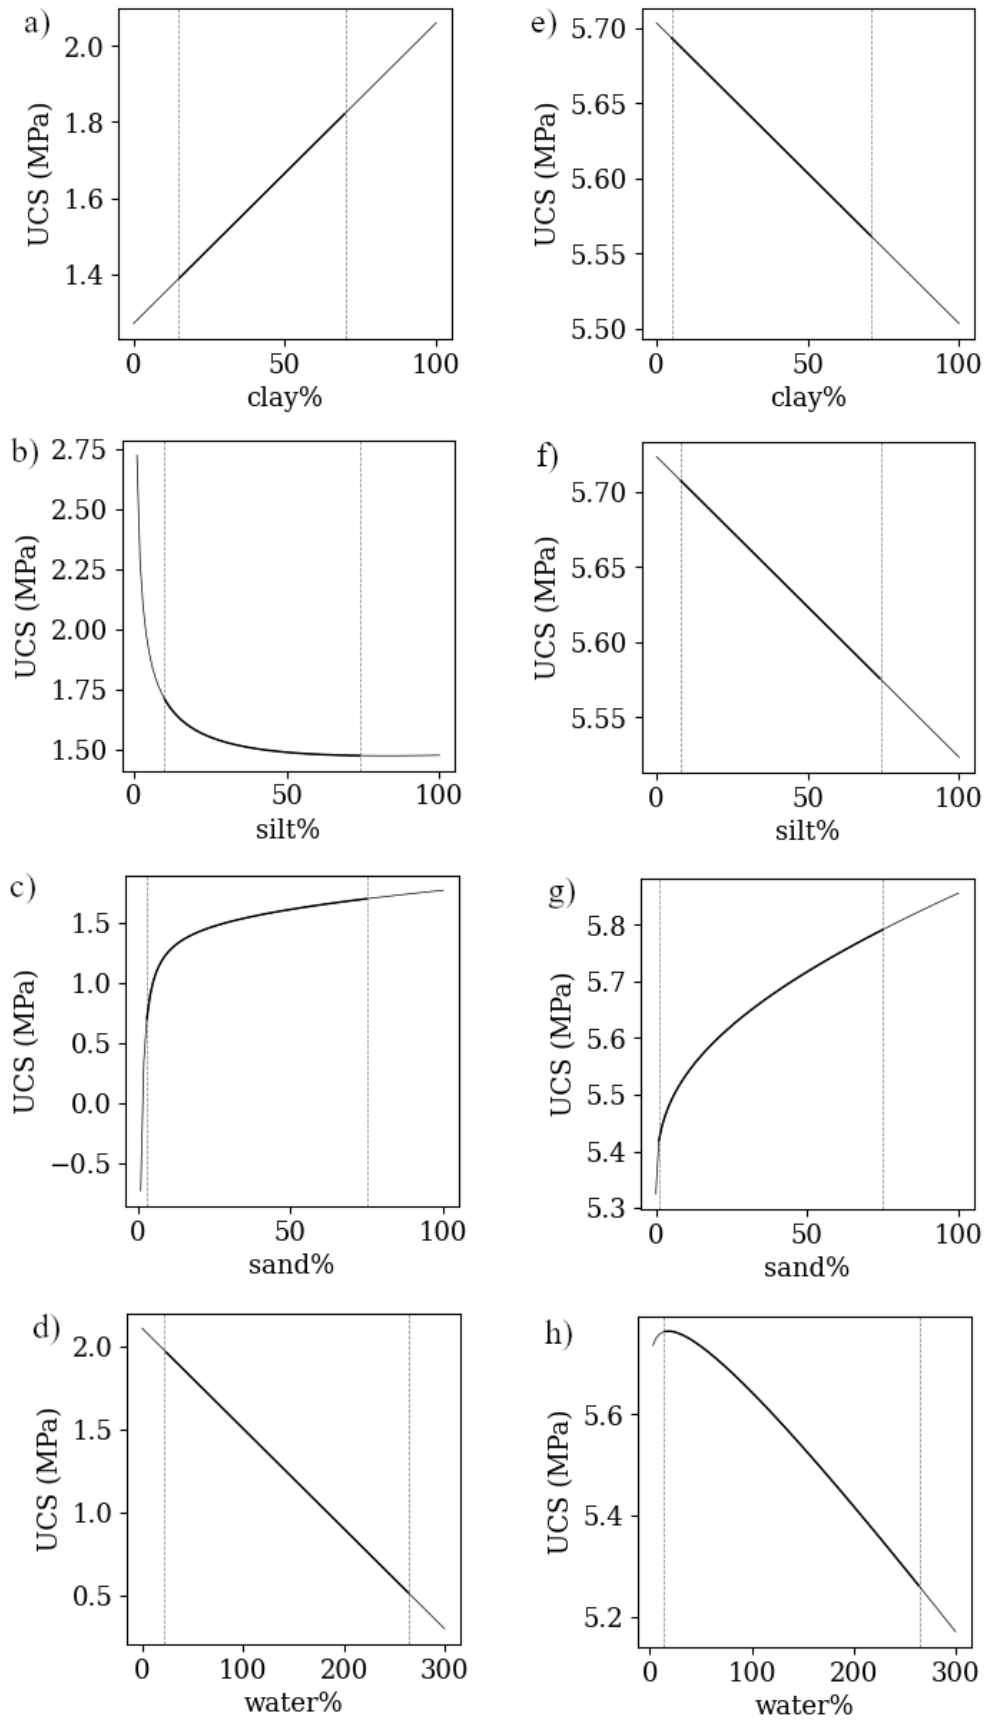 a)
UCS (MPa)
2.0
1.8
1.6
1.4
0 50 100
clay%
e)
UCS (MPa)
5.70
5.65
5.60
5.55
5.50
0 50 100
clay%
b)
UCS (MPa)
2.75
2.50
2.25
2.00
1.75
1.50
0 50 100
silt%
f)
UCS (MPa)
5.70
5.65
5.60
5.55
0 50 100
silt%
c)
UCS (MPa)
1.5
1.0
0.5
0.0
−0.5
0 50 100
sand%
g)
UCS (MPa)
5.8
5.7
5.6
5.5
5.4
5.3
0 50 100
sand%
d)
UCS (MPa)
2.0
1.5
1.0
0.5
0 100 200 300
water%
h)
UCS (MPa)
5.6
5.4
5.2
0 100 200 300
water%